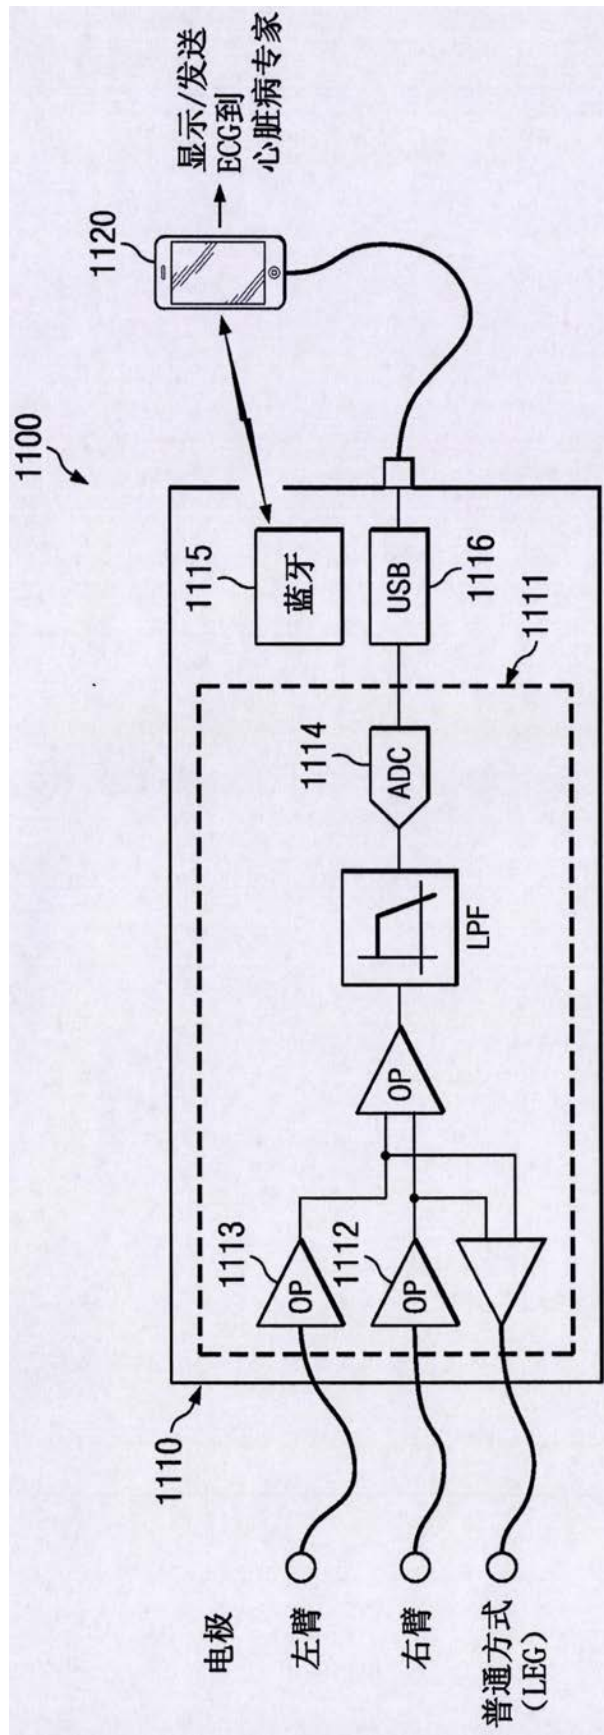 1100
1120
显示/发送
ECG到
心脏病专家
1110
1115
蓝牙
USB
1116
1111
1114
ADC
LPF
OP
1113
OP
1112
OP
电极
左臂
右臂
普通方式
(LEG)